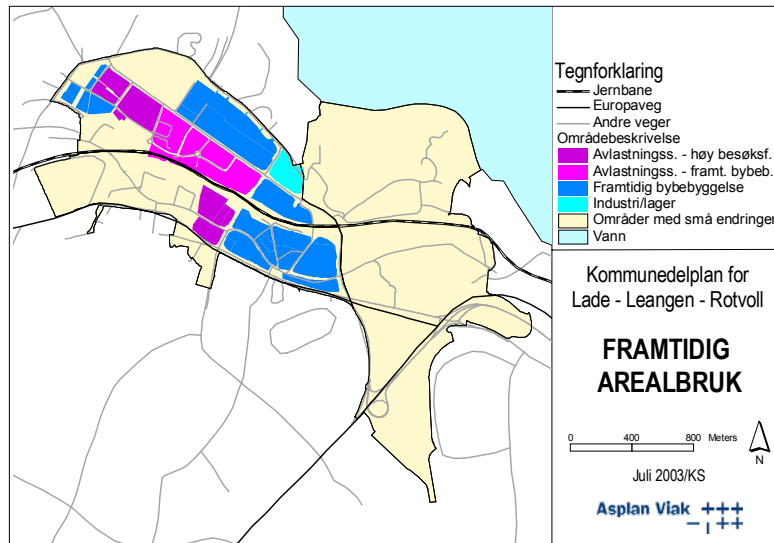 Tegnforklaring
Jernbane
Europaveg
Andre veger
Områdebeskrivelse
Avlastningss. - høy besøksf.
Avlastningss. - framt. bybeb.
Framtidig bybebyggelse
Industri/lager
Områder med små endringer
Vann
Kommunedelplan for
Lade - Leangen - Rotvoll
FRAMTIDIG
AREALBRUK
0 400 800 Meters
N
Juli 2003/KS
Asplan Viak